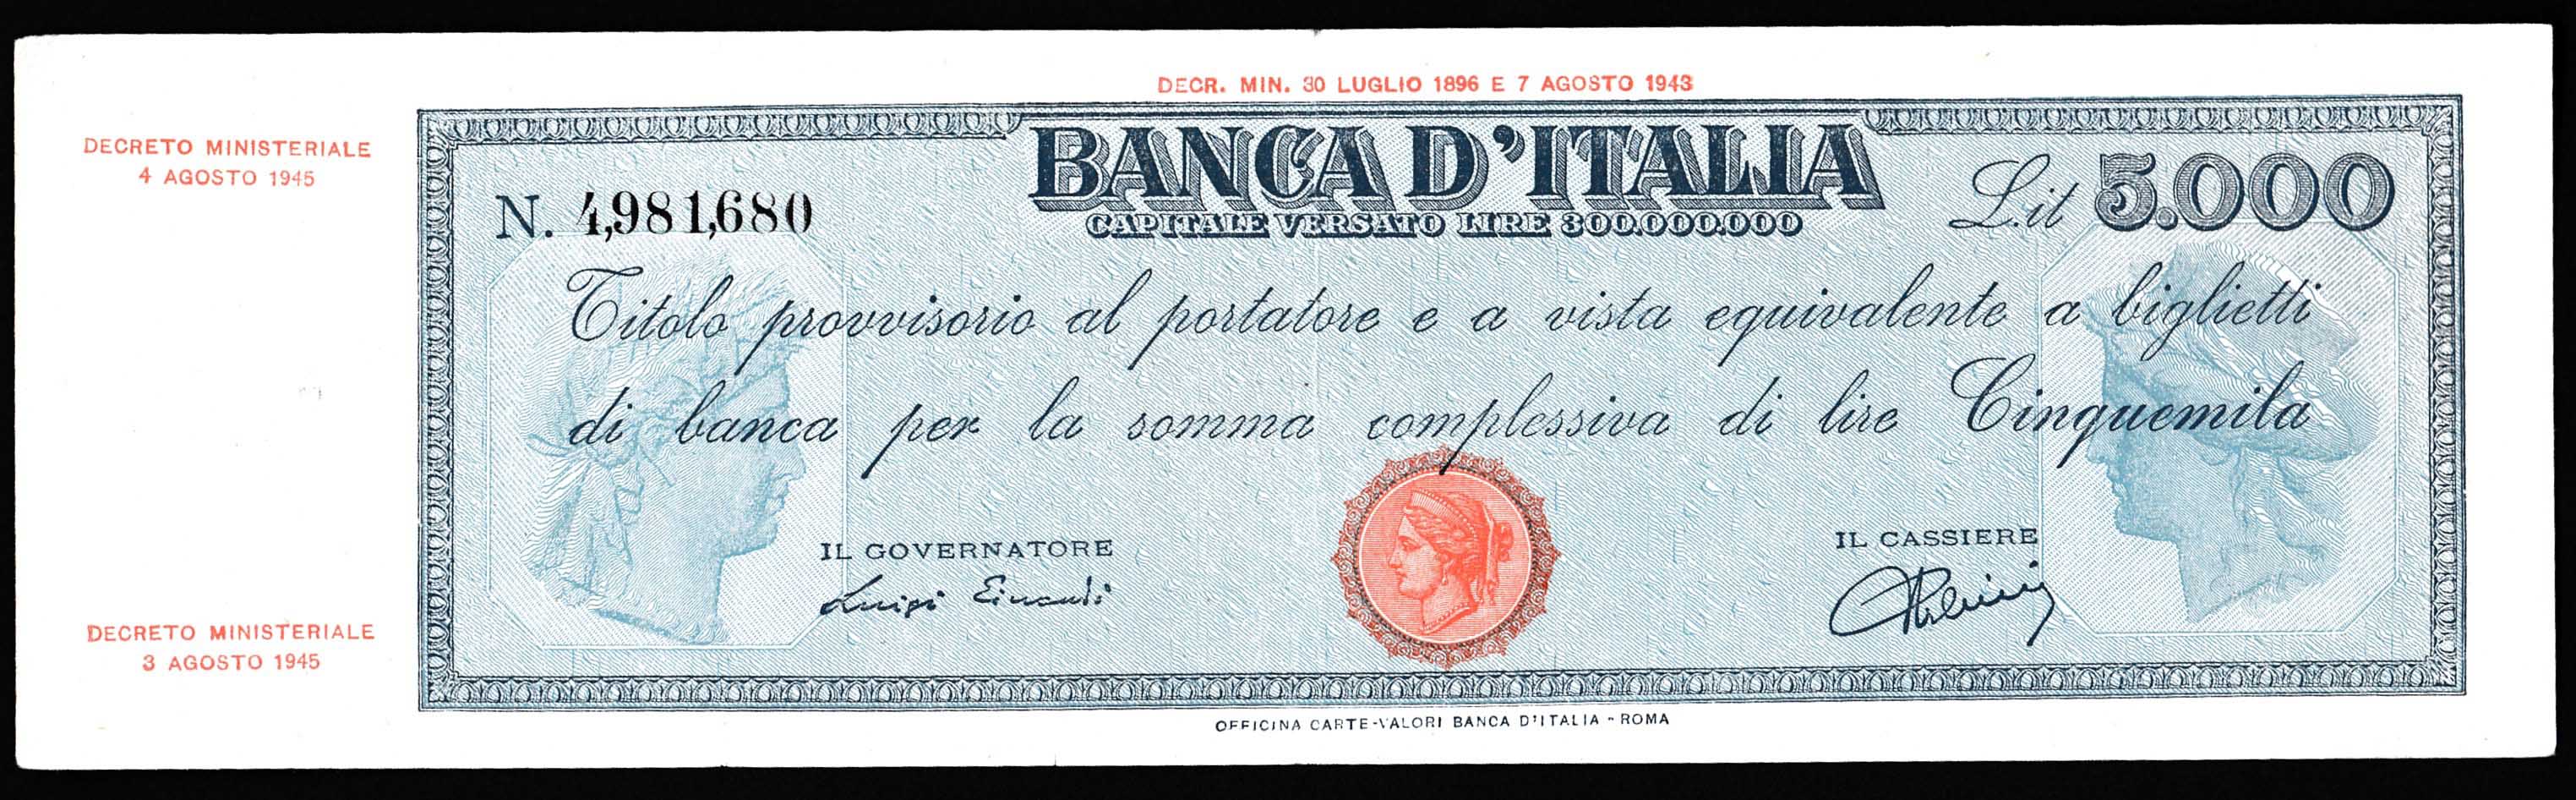 DECR. MIN. 30 LUGLIO 1896 E 7 AGOSTO 1943
DECRETO MINISTERIALE
4 AGOSTO 1945
BANCA D'ITALIA
CAPITALE VERSATO LIRE 300.000.000
N. 4,981,680
L.it 5.000
Titolo provvisorio al portatore e a vista equivalente a biglietti
di banca per la somma complessiva di lire Cinquemila
IL GOVERNATORE
Luigi Einaudi
IL CASSIERE
DECRETO MINISTERIALE
3 AGOSTO 1945
OFFICINA CARTE-VALORI BANCA D'ITALIA - ROMA